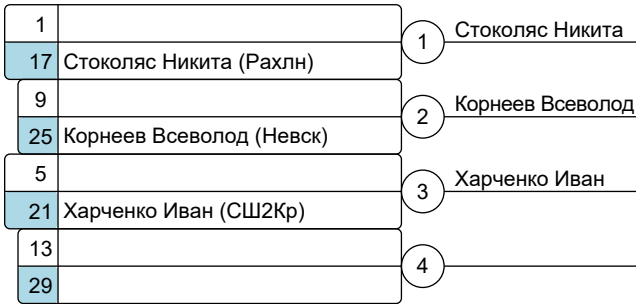 1
1 Стоколяс Никита
17 Стоколяс Никита (Рахлн)
9
2 Корнеев Всеволод
25 Корнеев Всеволод (Невск)
5
3 Харченко Иван
21 Харченко Иван (СШ2Кр)
13
4
29